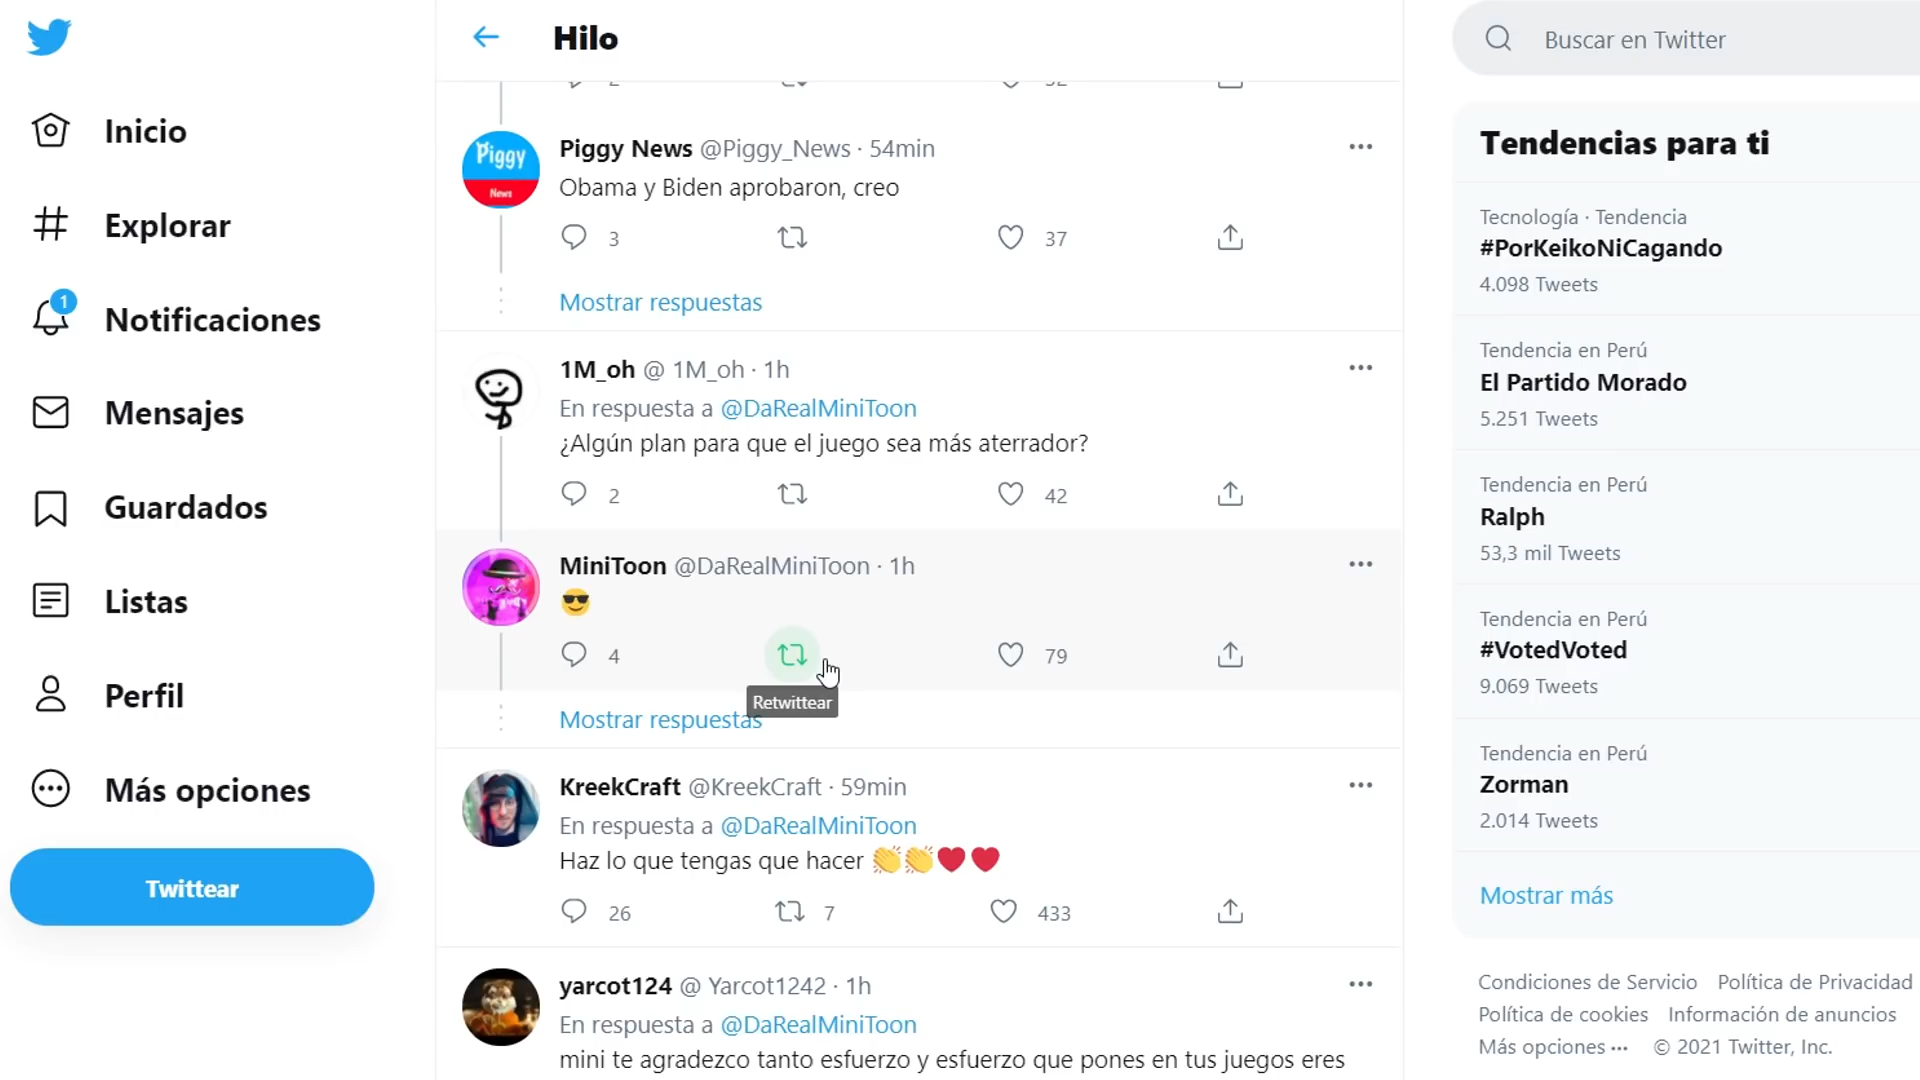 Hilo
Buscar en Twitter
Inicio
Explorar
1
Notificaciones
Mensajes
Guardados
Listas
Perfil
Más opciones
Twittear
Piggy
News
Piggy News @Piggy_News · 54min
Obama y Biden aprobaron, creo
3 37
Mostrar respuestas
1M_oh @ 1M_oh · 1h
En respuesta a @DaRealMiniToon
¿Algún plan para que el juego sea más aterrador?
2 42
MiniToon @DaRealMiniToon · 1h
😎
4 79
Retwittear
Mostrar respuestas
KreekCraft @KreekCraft · 59min
En respuesta a @DaRealMiniToon
Haz lo que tengas que hacer 👏👏❤️❤️
26 7 433
yarcot124 @ Yarcot1242 · 1h
En respuesta a @DaRealMiniToon
mini te agradezco tanto esfuerzo y esfuerzo que pones en tus juegos eres
Tendencias para ti
Tecnología · Tendencia
#PorKeikoNiCagando
4.098 Tweets
Tendencia en Perú
El Partido Morado
5.251 Tweets
Tendencia en Perú
Ralph
53,3 mil Tweets
Tendencia en Perú
#VotedVoted
9.069 Tweets
Tendencia en Perú
Zorman
2.014 Tweets
Mostrar más
Condiciones de Servicio Política de Privacidad
Política de cookies Información de anuncios
Más opciones ··· © 2021 Twitter, Inc.